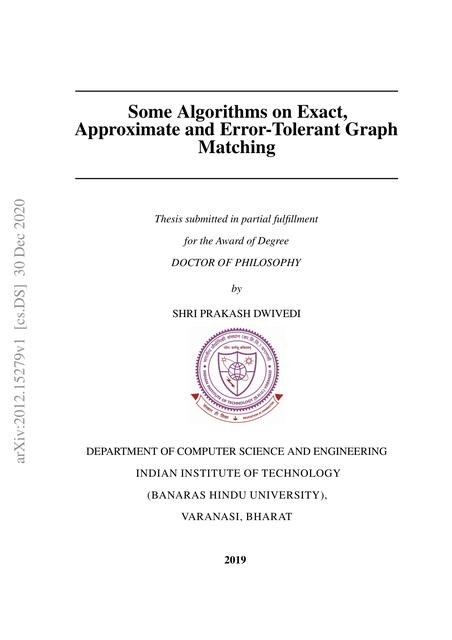 Some Algorithms on Exact,
Approximate and Error-Tolerant Graph
Matching
Thesis submitted in partial fulfillment
for the Award of Degree
DOCTOR OF PHILOSOPHY
by
SHRI PRAKASH DWIVEDI
DEPARTMENT OF COMPUTER SCIENCE AND ENGINEERING
INDIAN INSTITUTE OF TECHNOLOGY
(BANARAS HINDU UNIVERSITY),
VARANASI, BHARAT
2019
arXiv:2012.15279v1 [cs.DS] 30 Dec 2020